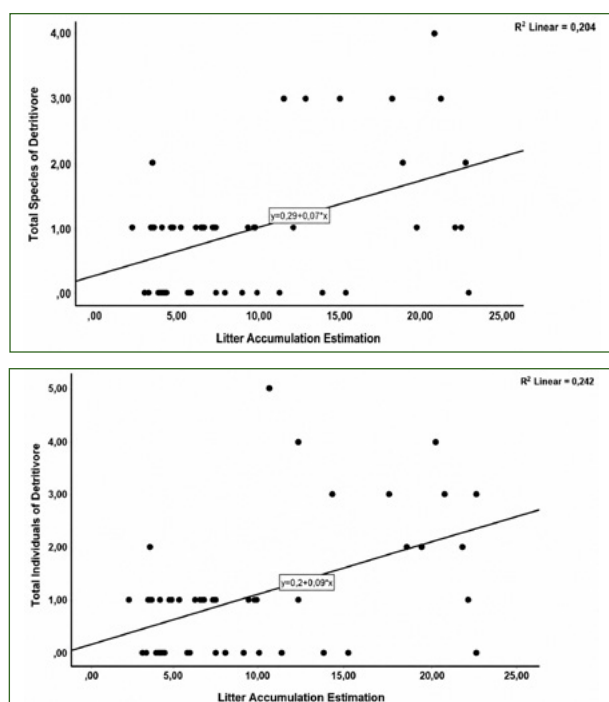 R² Linear = 0,204
4,00
3,00
2,00
1,00
,00
Total Species of Detritivore
y=0,29+0,07*x
,00 5,00 10,00 15,00 20,00 25,00
Litter Accumulation Estimation
R² Linear = 0,242
5,00
4,00
3,00
2,00
1,00
,00
Total Individuals of Detritivore
y=0,2+0,09*x
,00 5,00 10,00 15,00 20,00 25,00
Litter Accumulation Estimation